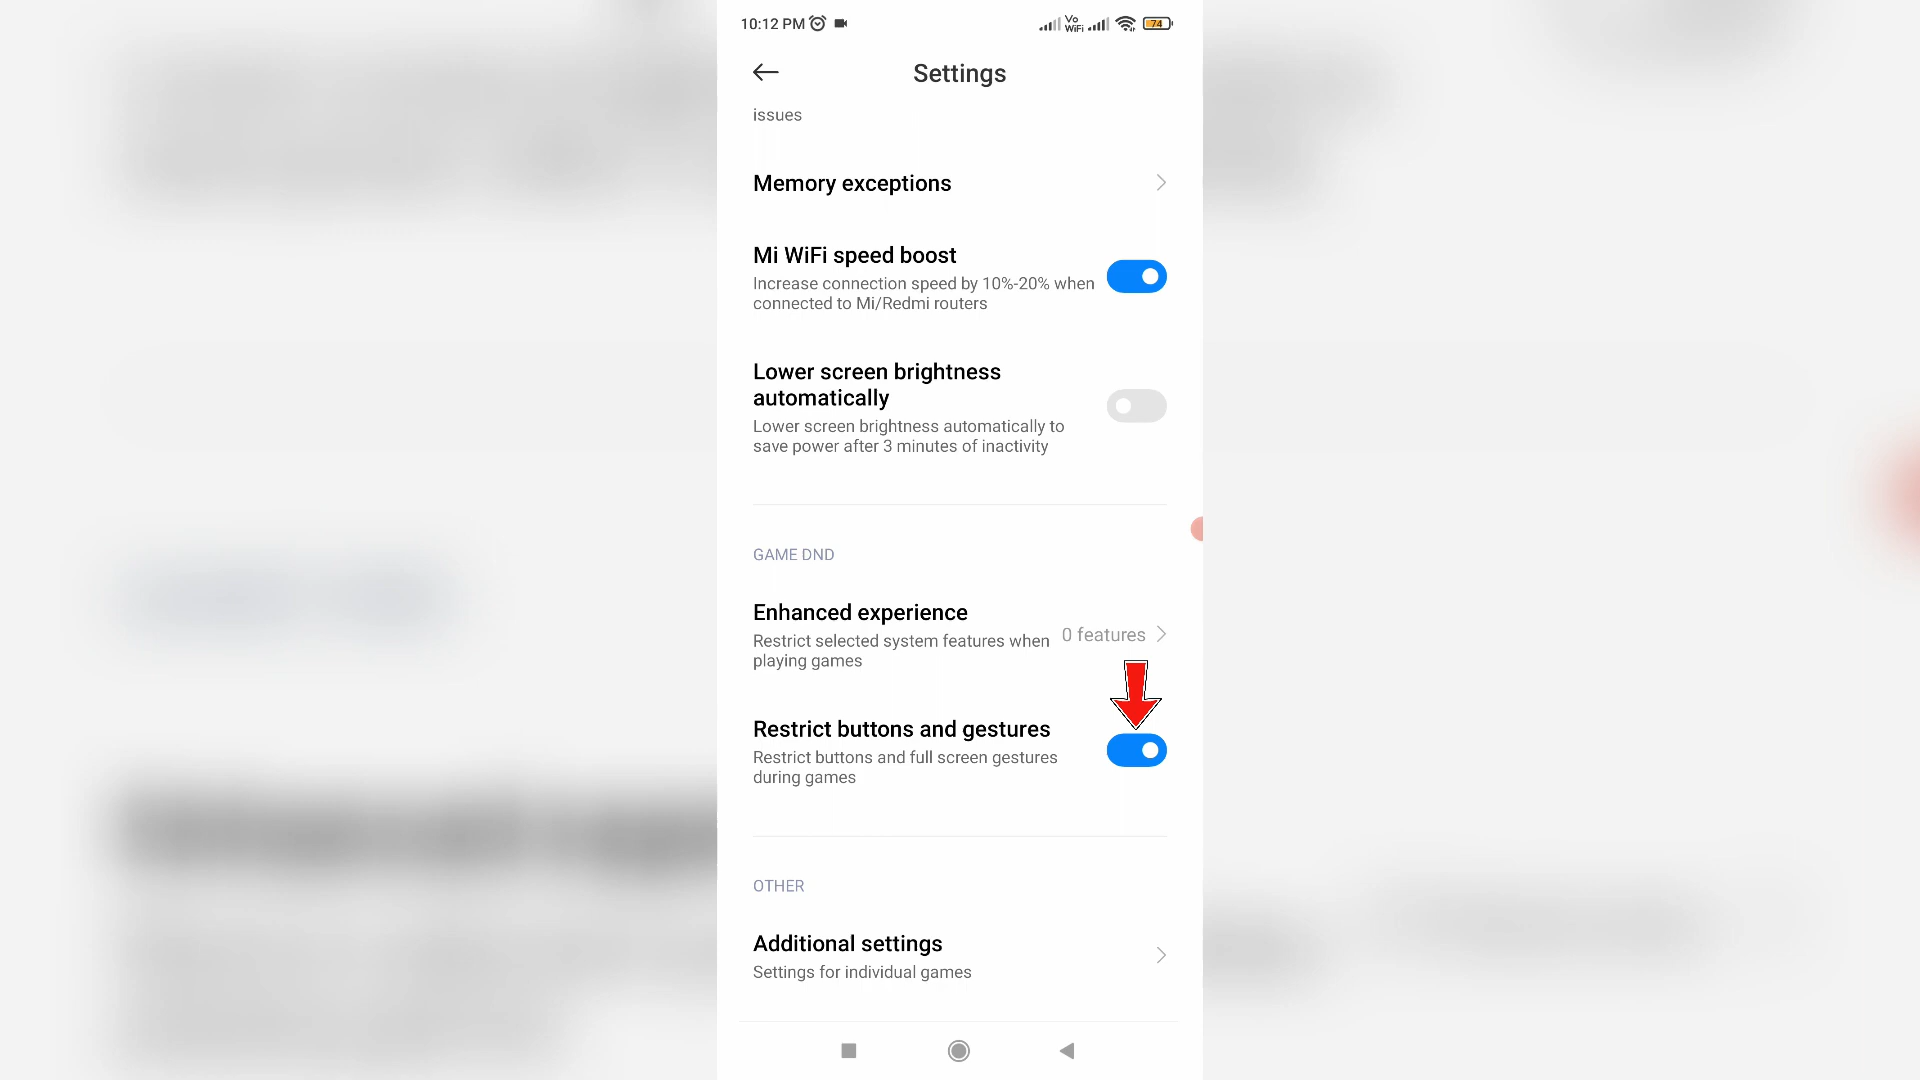 10:12 PM
Vo
WiFi
74
Settings
issues
Memory exceptions
Mi WiFi speed boost
Increase connection speed by 10%-20% when
connected to Mi/Redmi routers
Lower screen brightness
automatically
Lower screen brightness automatically to
save power after 3 minutes of inactivity
GAME DND
Enhanced experience
Restrict selected system features when
playing games
0 features
Restrict buttons and gestures
Restrict buttons and full screen gestures
during games
OTHER
Additional settings
Settings for individual games